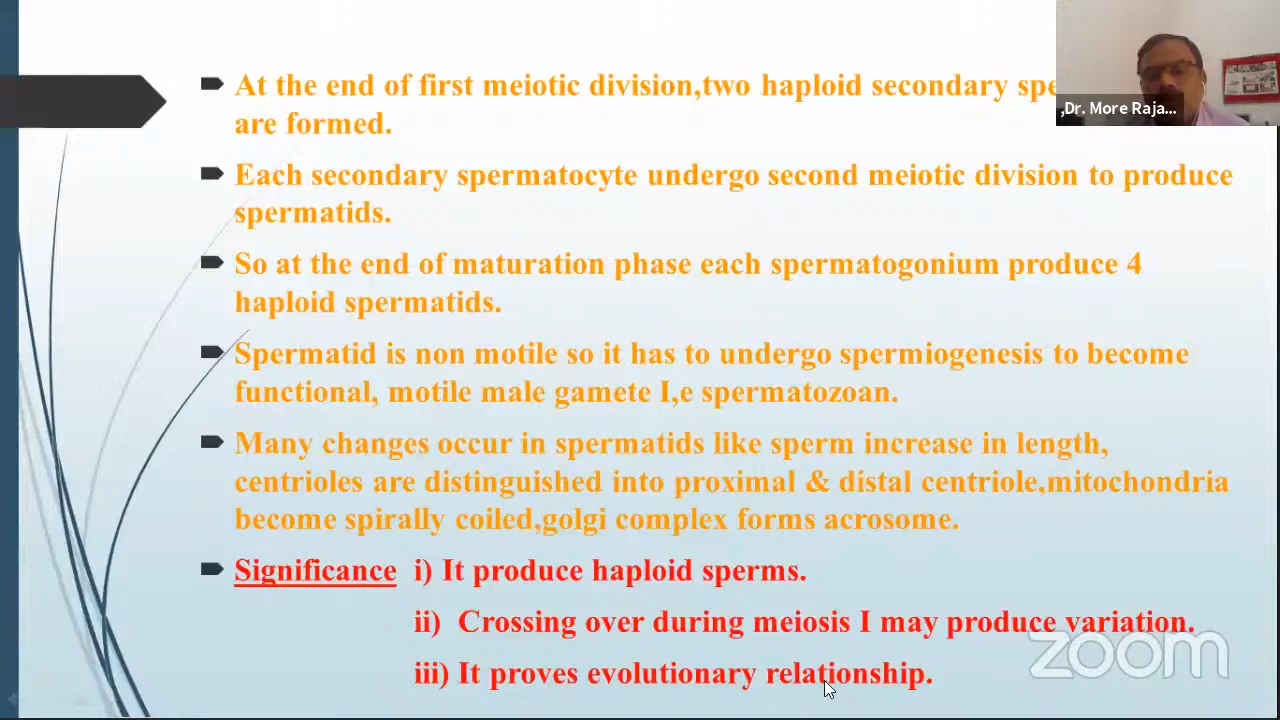 At the end of first meiotic division,two haploid secondary
are formed.
Each secondary spermatocyte undergo second meiotic division to produce
spermatids.
So at the end of maturation phase each spermatogonium produce 4
haploid spermatids.
Spermatid is non motile so it has to undergo spermiogenesis to become
functional, motile male gamete I,e spermatozoan.
Many changes occur in spermatids like sperm increase in length,
centrioles are distinguished into proximal & distal centriole,mitochondria
become spirally coiled,golgi complex forms acrosome.
Significance i) It produce haploid sperms.
ii) Crossing over during meiosis I may produce variation.
iii) It proves evolutionary relationship.
,Dr. More Raja...
zoom